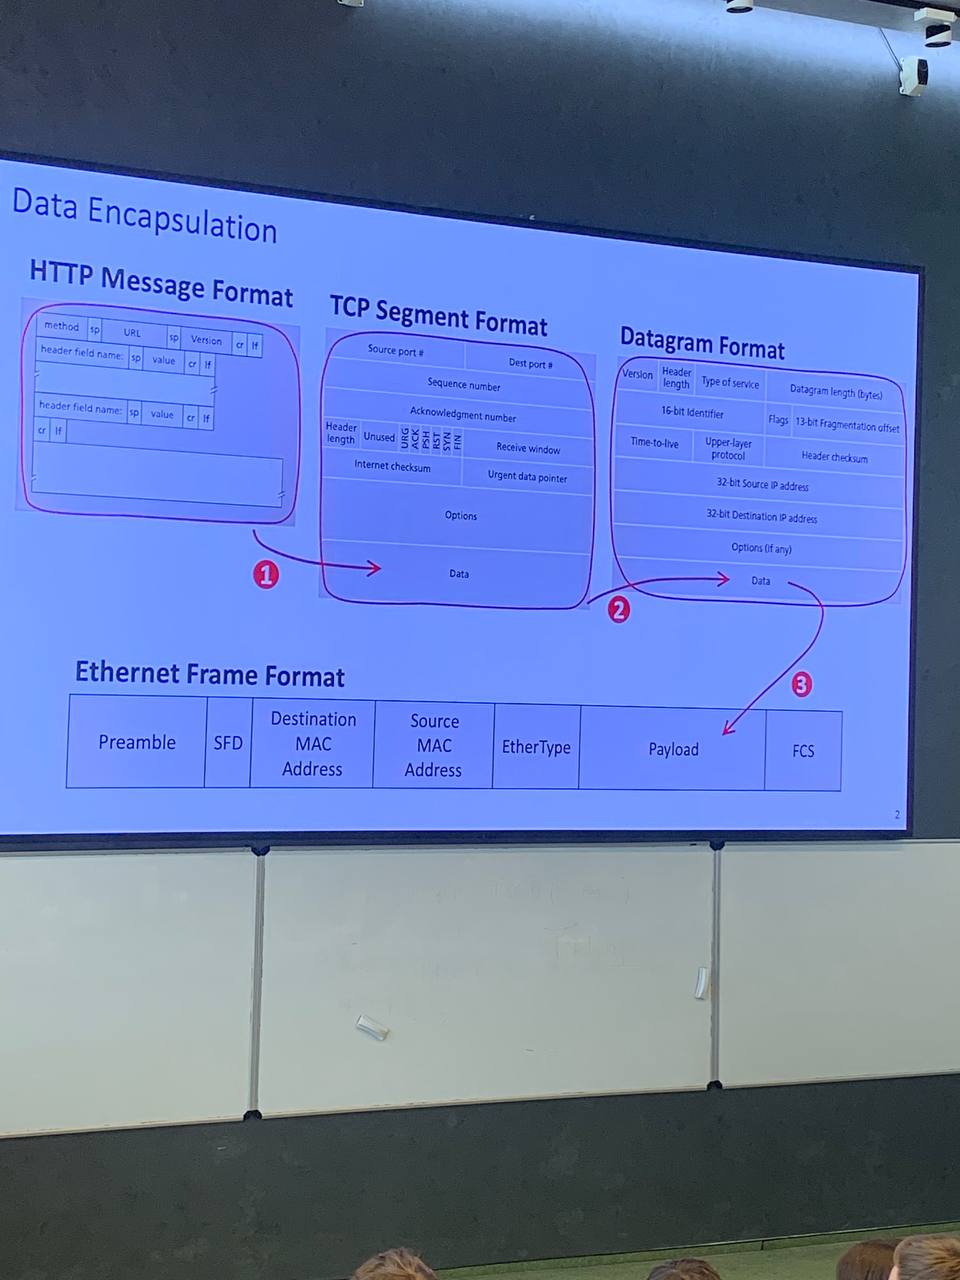 Data Encapsulation
HTTP Message Format
method sp URL sp Version cr lf
header field name: sp value cr lf
header field name: sp value cr lf
cr lf
1
TCP Segment Format
Source port # Dest port #
Sequence number
Acknowledgment number
Header length Unused URG ACK PSH RST SYN FIN Receive window
Internet checksum Urgent data pointer
Options
Data
2
Datagram Format
Version Header length Type of service Datagram length (bytes)
16-bit Identifier Flags 13-bit Fragmentation offset
Time-to-live Upper-layer protocol Header checksum
32-bit Source IP address
32-bit Destination IP address
Options (if any)
Data
3
Ethernet Frame Format
Preamble SFD Destination MAC Address Source MAC Address EtherType Payload FCS
2